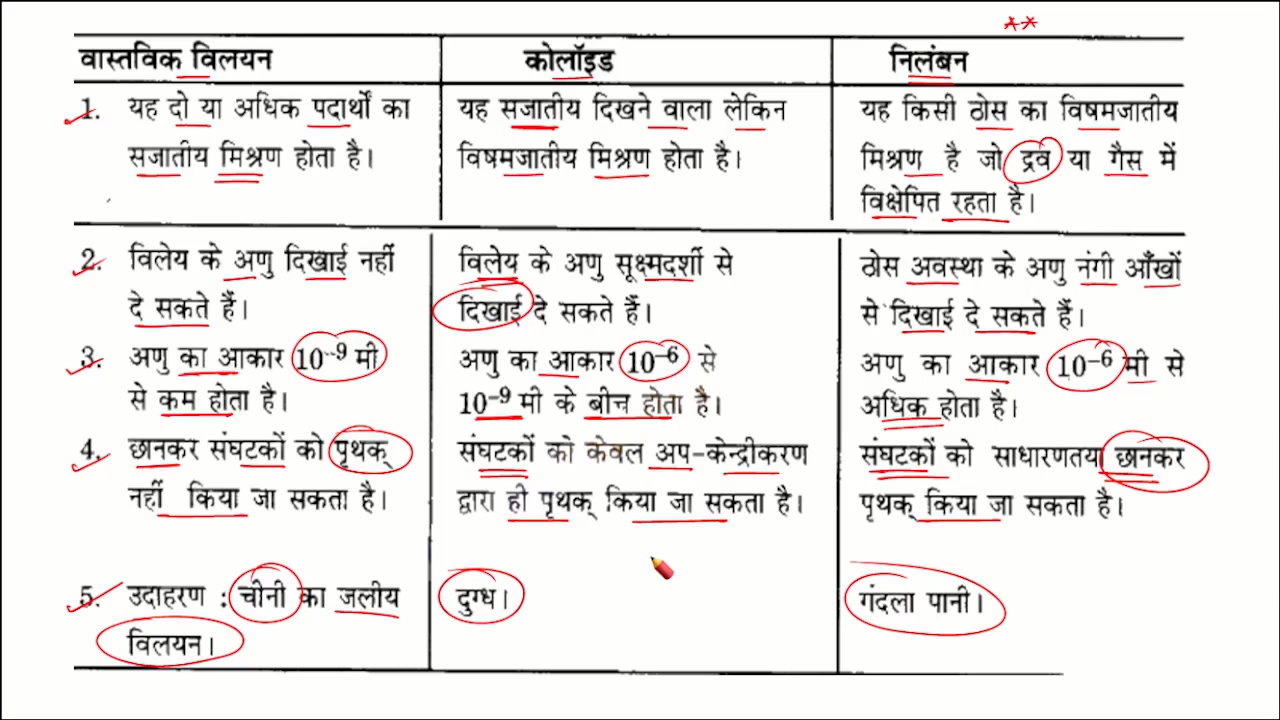 **
वास्तविक विलयन कोलॉइड निलंबन
1. यह दो या अधिक पदार्थों का
सजातीय मिश्रण होता है।
यह सजातीय दिखने वाला लेकिन
विषमजातीय मिश्रण होता है।
यह किसी ठोस का विषमजातीय
मिश्रण है जो द्रव या गैस में
विक्षेपित रहता है।
2. विलेय के अणु दिखाई नहीं
दे सकते हैं।
विलेय के अणु सूक्ष्मदर्शी से
दिखाई दे सकते हैं।
ठोस अवस्था के अणु नंगी आँखों
से दिखाई दे सकते हैं।
3. अणु का आकार 10⁻⁹ मी
से कम होता है।
अणु का आकार 10⁻⁶ से
10⁻⁹ मी के बीच होता है।
अणु का आकार 10⁻⁶ मी से
अधिक होता है।
4. छानकर संघटकों को पृथक्
नहीं किया जा सकता है।
संघटकों को केवल अप-केन्द्रीकरण
द्वारा ही पृथक् किया जा सकता है।
संघटकों को साधारणतया छानकर
पृथक् किया जा सकता है।
5. उदाहरण : चीनी का जलीय
विलयन।
दुग्ध।
गंदला पानी।